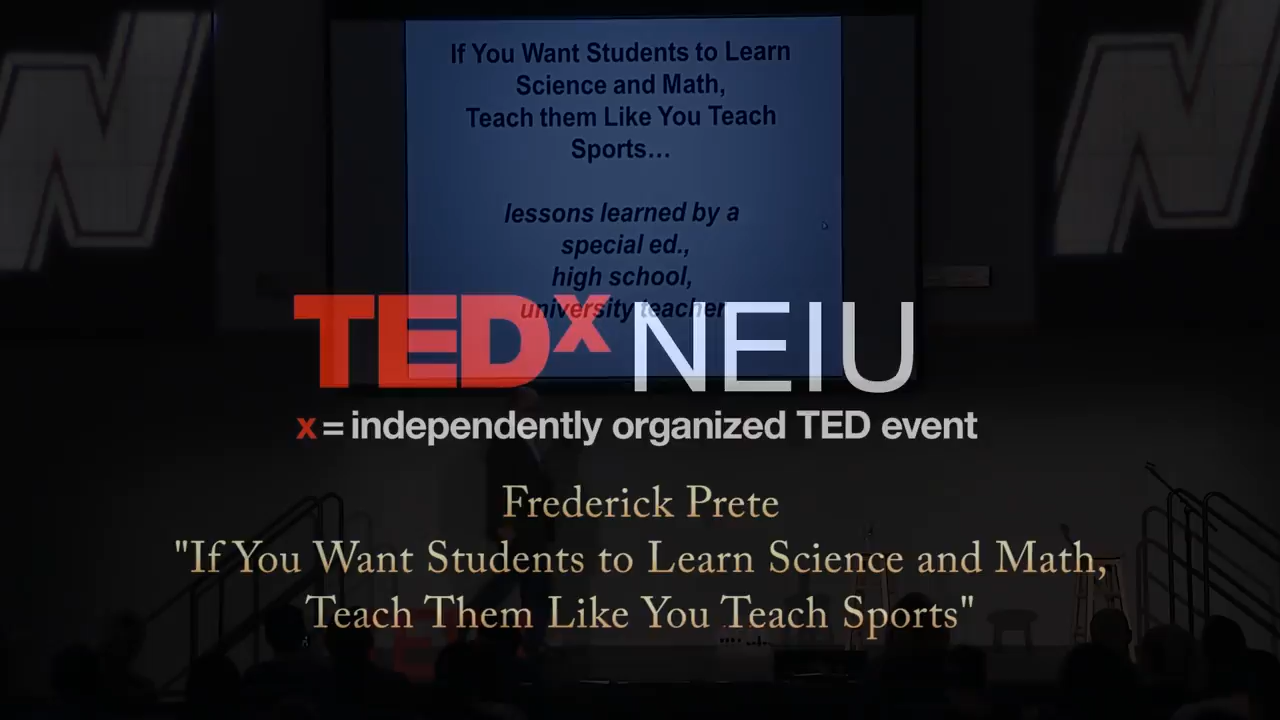 N
N
If You Want Students to Learn
Science and Math,
Teach them Like You Teach
Sports...
lessons learned by a
special ed.,
high school,
university teacher
TEDx NEIU
x = independently organized TED event
Frederick Prete
"If You Want Students to Learn Science and Math,
Teach Them Like You Teach Sports"